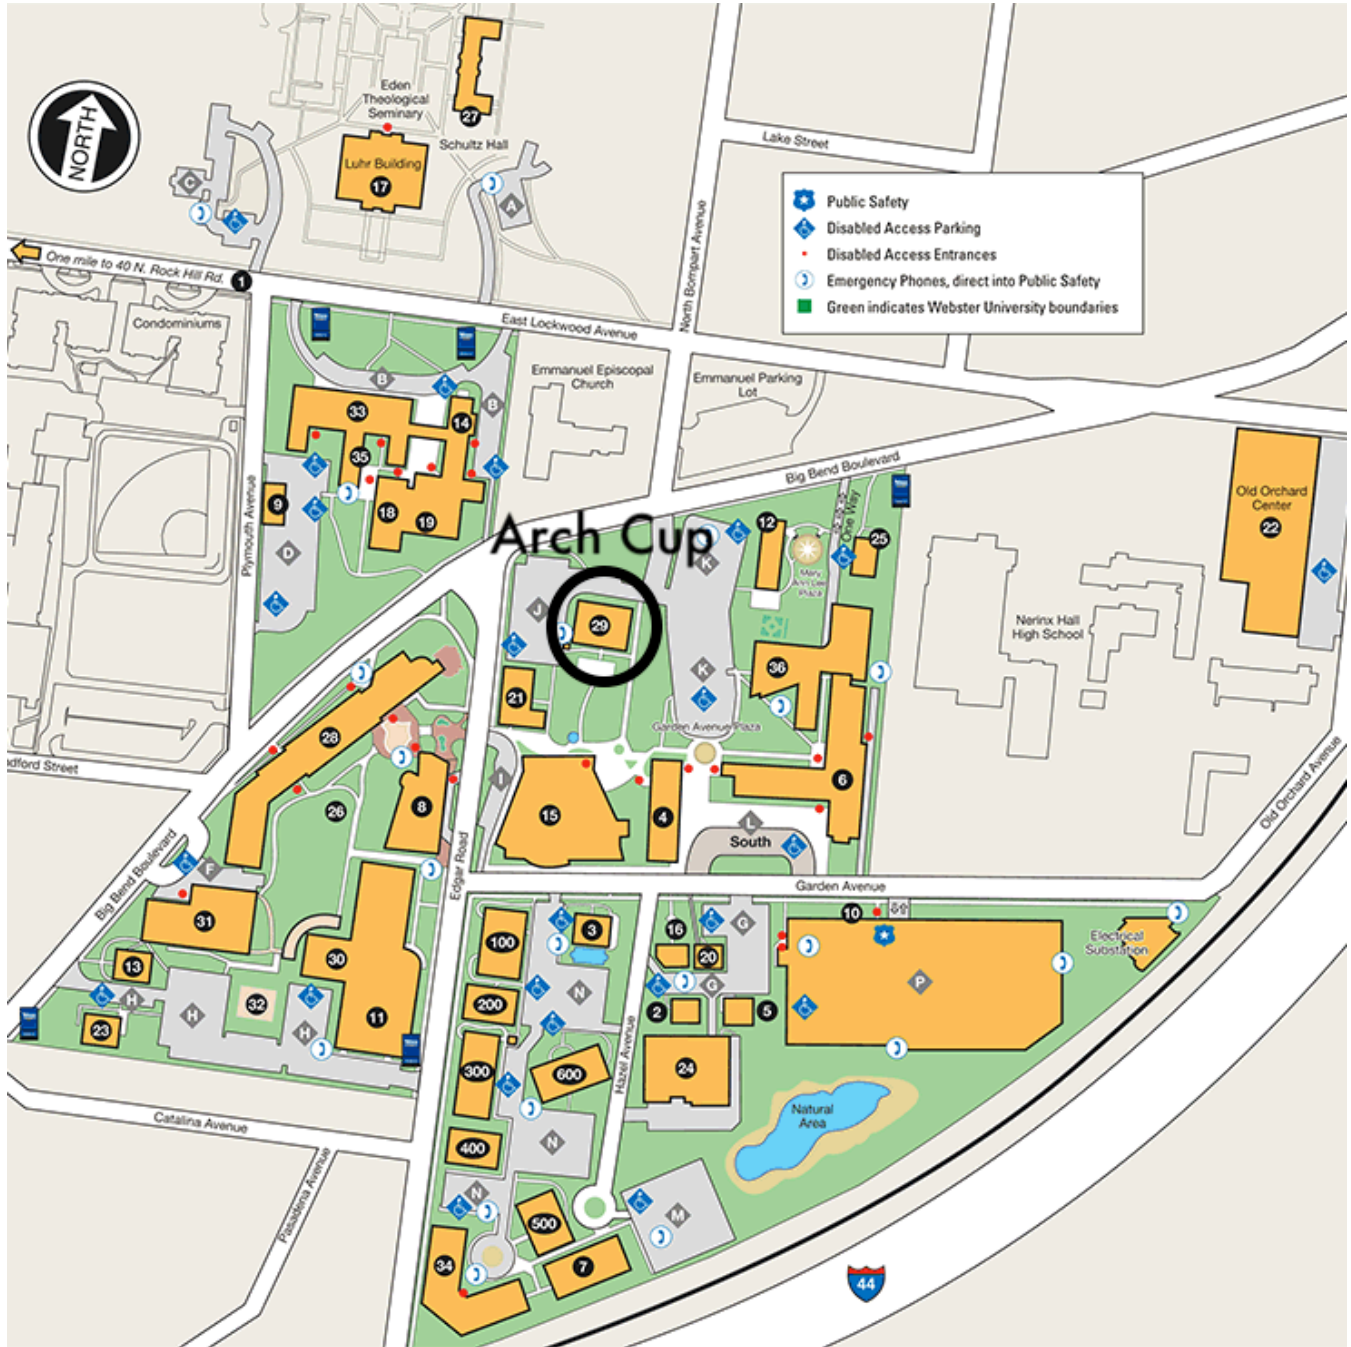 27
Eden
Theological
Seminary
Schultz Hall
Luhr Building
17
NORTH
C
A
Lake Street
North Bompart Avenue
Public Safety
Disabled Access Parking
Disabled Access Entrances
Emergency Phones, direct into Public Safety
Green indicates Webster University boundaries
One mile to 40 N. Rock Hill Rd.
1
Condominiums
East Lockwood Avenue
Emmanuel Episcopal
Church
Emmanuel Parking
Lot
B
B
33
14
35
9
18
19
D
Plymouth Avenue
Big Bend Boulevard
Old Orchard
Center
22
Arch Cup
K
12
One Way
25
Mary
Ann Lee
Plaza
J
29
Nerinx Hall
High School
K
36
21
Garden Avenue Plaza
28
I
6
dford Street
26
8
15
4
L
South
Old Orchard Avenue
Edgar Road
Big Bend Boulevard
F
Garden Avenue
31
100
3
16
G
10
20
Electrical
Substation
13
30
P
H
H
32
H
11
23
200
N
G
2
5
300
600
24
Hazel Avenue
Natural
Area
Catalina Avenue
400
N
Pasadena Avenue
N
500
M
34
7
44